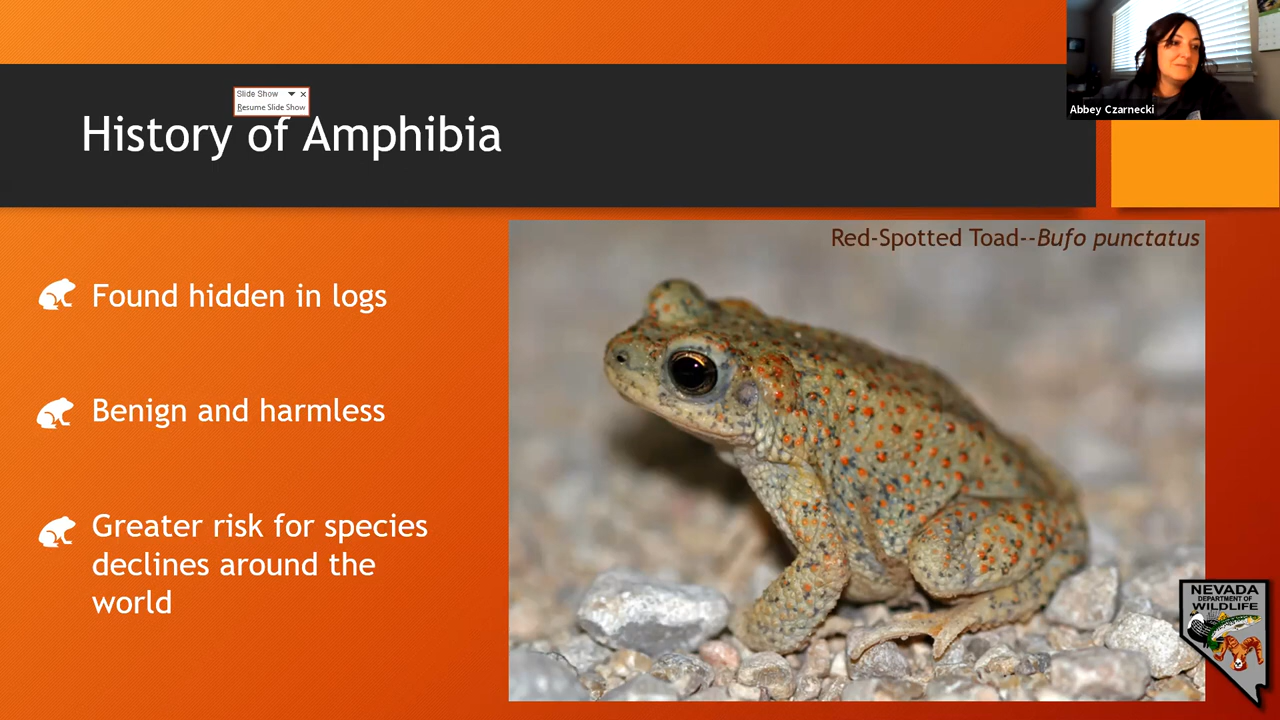 Abbey Czarnecki
Slide Show
Resume Slide Show
History of Amphibia
Red-Spotted Toad--Bufo punctatus
Found hidden in logs
Benign and harmless
Greater risk for species
declines around the
world
NEVADA
DEPARTMENT OF
WILDLIFE